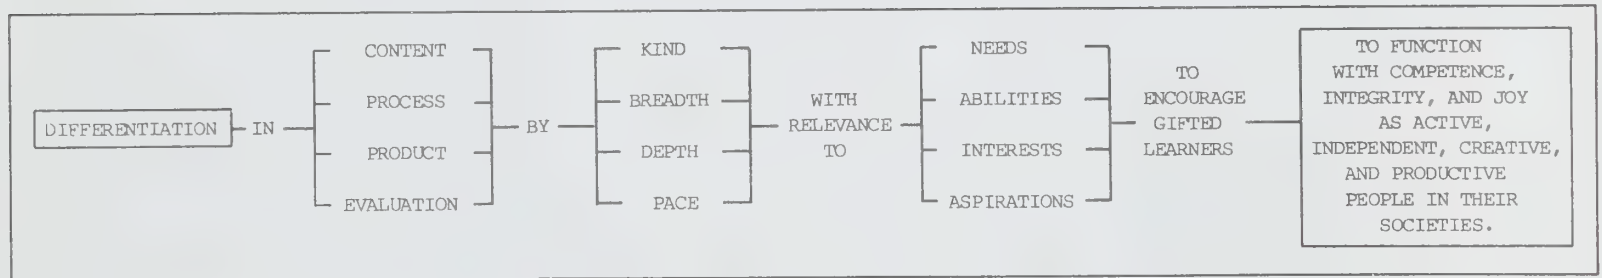 DIFFERENTIATION
IN
CONTENT
PROCESS
PRODUCT
EVALUATION
BY
KIND
BREADTH
DEPTH
PACE
WITH
RELEVANCE
TO
NEEDS
ABILITIES
INTERESTS
ASPIRATIONS
TO
ENCOURAGE
GIFTED
LEARNERS
TO FUNCTION
WITH COMPETENCE,
INTEGRITY, AND JOY
AS ACTIVE,
INDEPENDENT, CREATIVE,
AND PRODUCTIVE
PEOPLE IN THEIR
SOCIETIES.